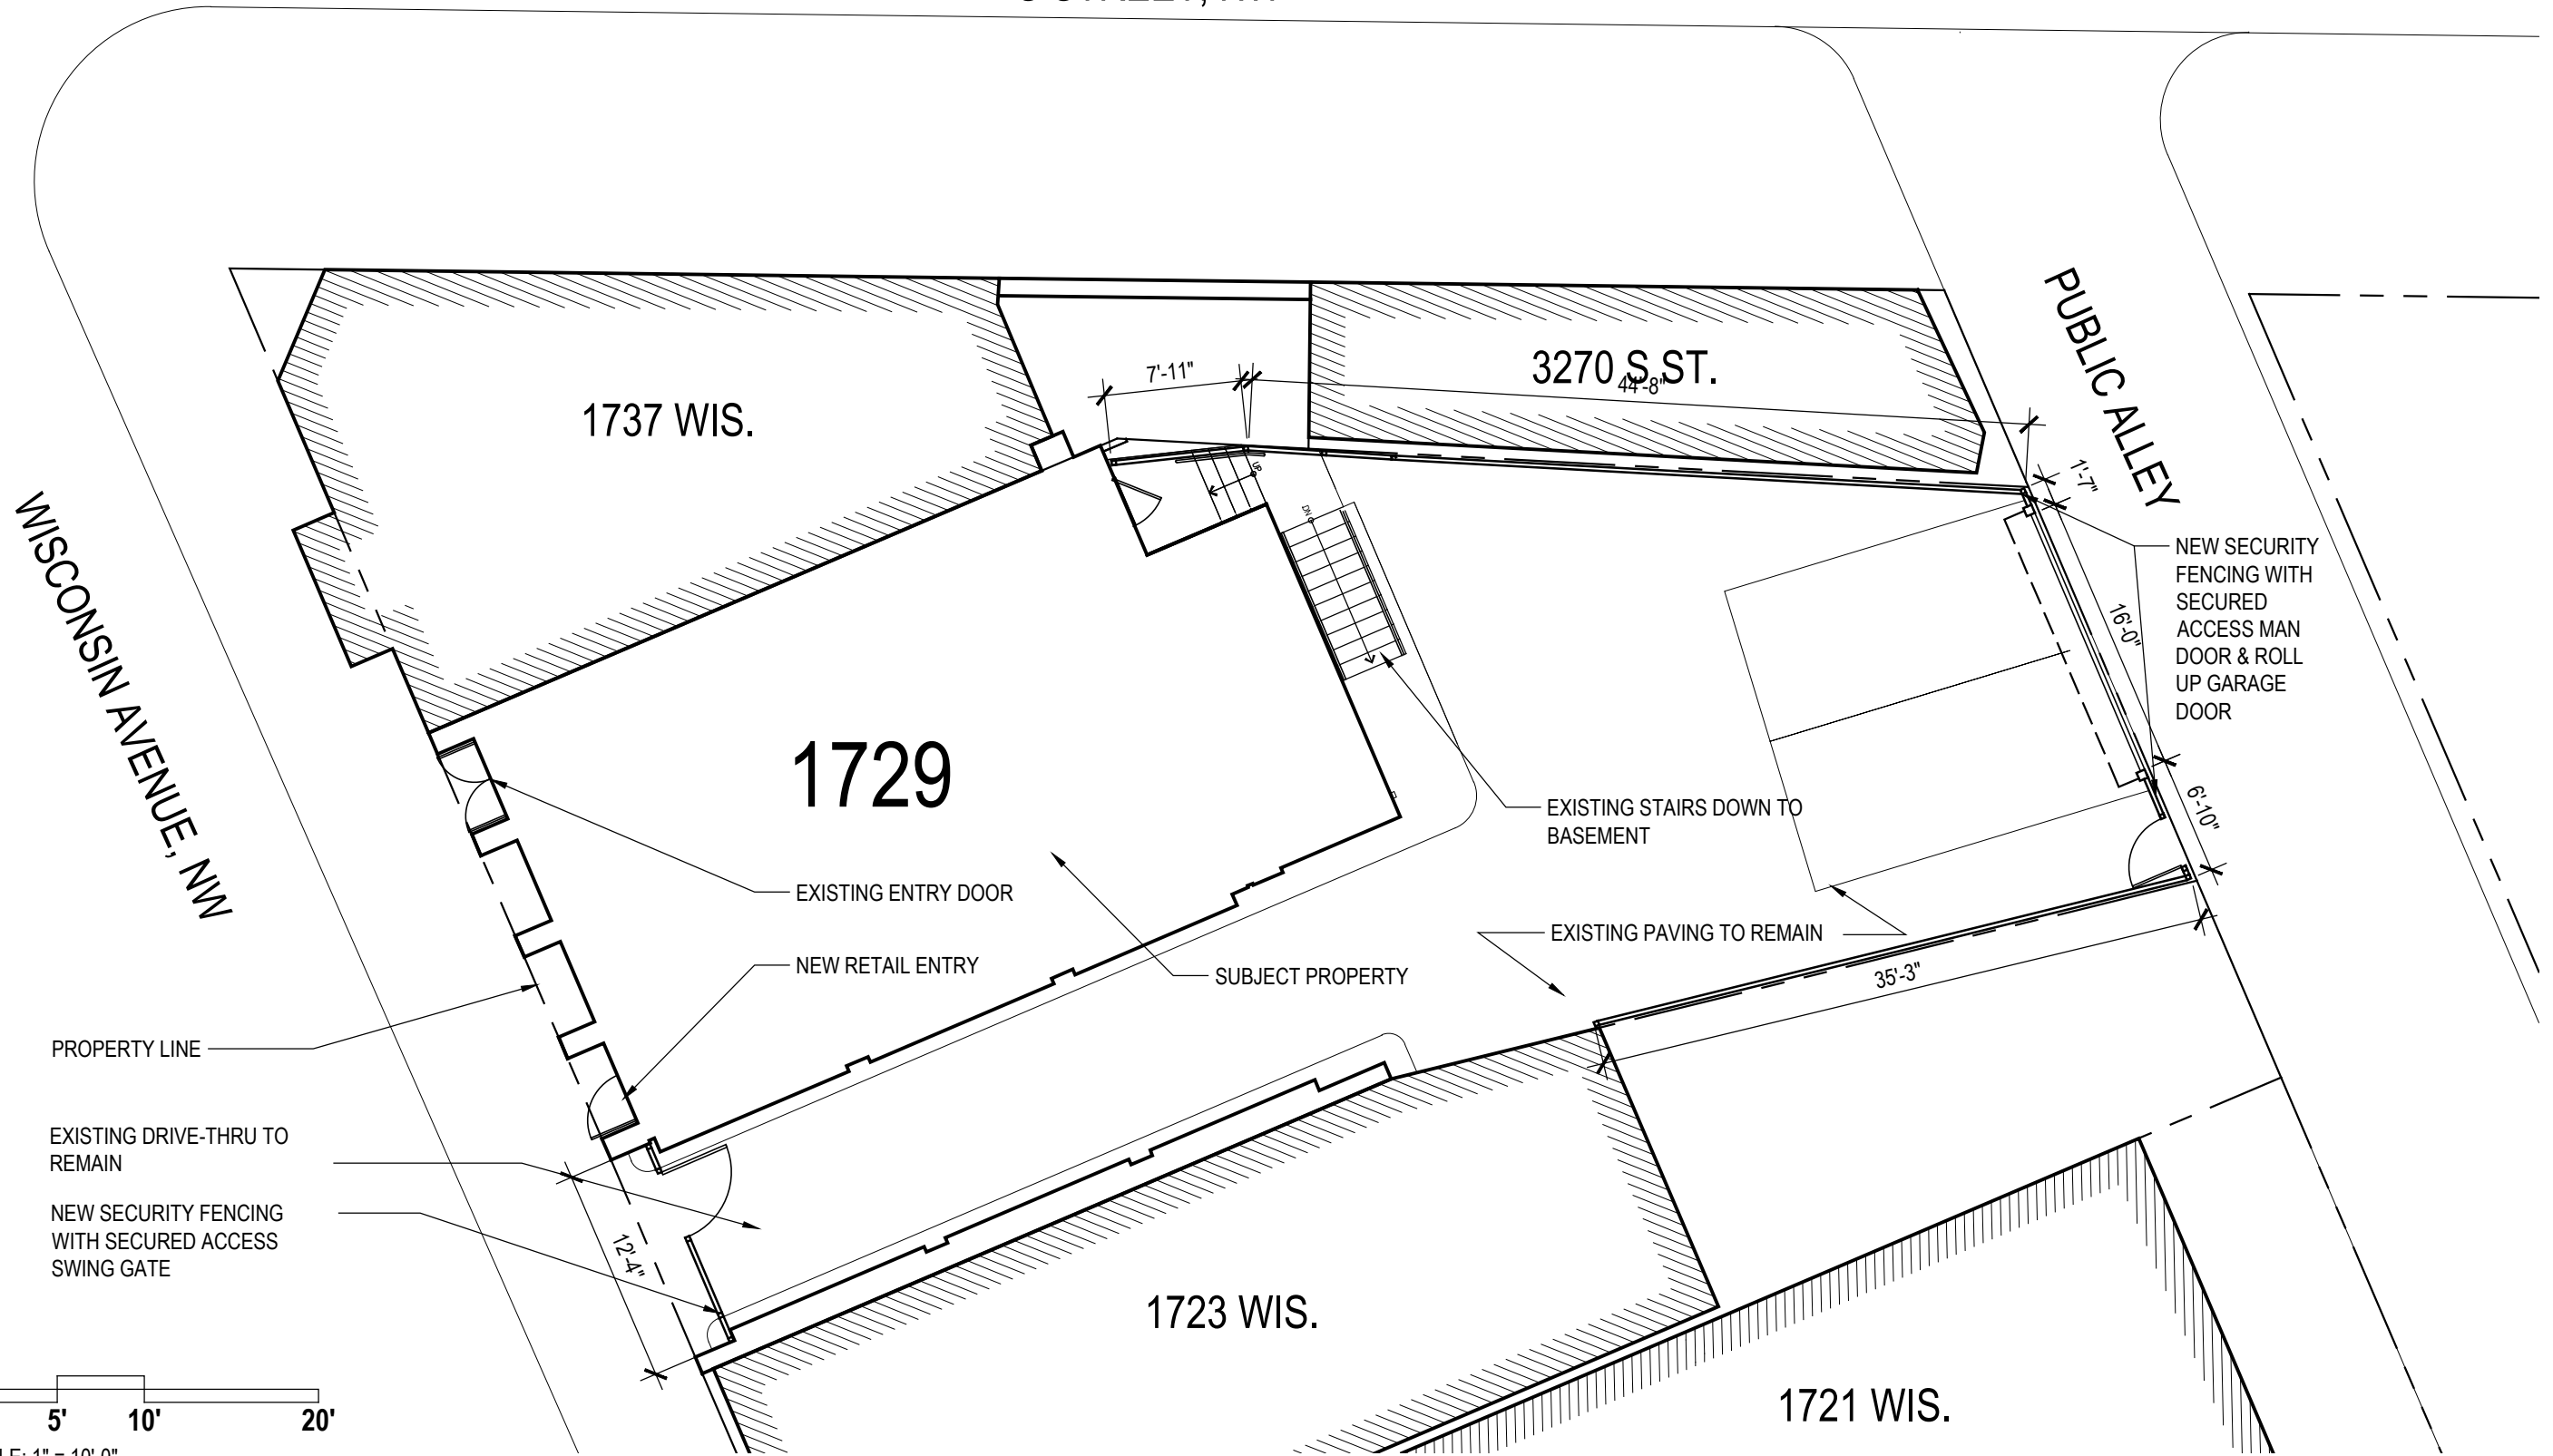 1737 WIS.
3270 S ST.
7'-11"
44'-8"
PUBLIC ALLEY
1'-7"
WISCONSIN AVENUE, NW
UP
DN
NEW SECURITY
FENCING WITH
SECURED
ACCESS MAN
DOOR & ROLL
UP GARAGE
DOOR
16'-0"
6'-10"
1729
EXISTING STAIRS DOWN TO
BASEMENT
EXISTING ENTRY DOOR
EXISTING PAVING TO REMAIN
NEW RETAIL ENTRY
SUBJECT PROPERTY
35'-3"
PROPERTY LINE
EXISTING DRIVE-THRU TO
REMAIN
NEW SECURITY FENCING
WITH SECURED ACCESS
SWING GATE
12'-4"
1723 WIS.
1721 WIS.
5' 10' 20'